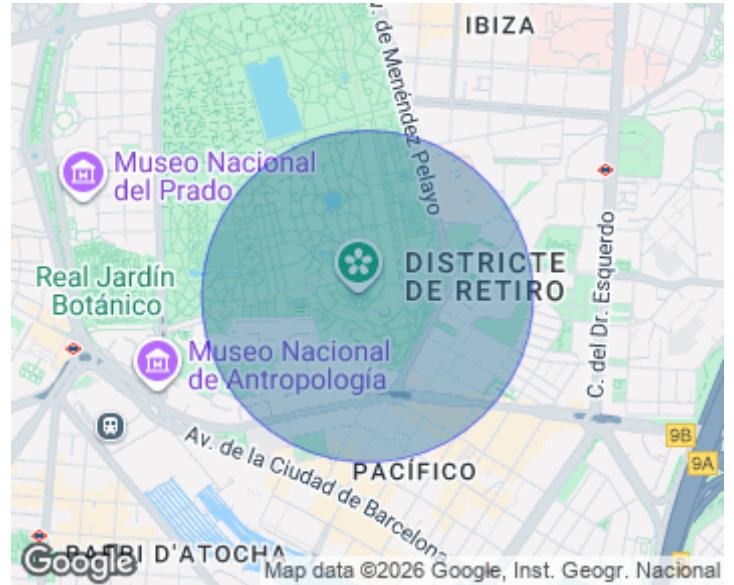 IBIZA
. de Menéndez Pelayo
Museo Nacional
del Prado
DISTRICTE
DE RETIRO
Real Jardín
Botánico
C. del Dr. Esquerdo
Museo Nacional
de Antropología
9B
9A
Av. de la Ciudad de Barcelona
PACÍFICO
D'ATOCHA
Google
Map data ©2026 Google, Inst. Geogr. Nacional